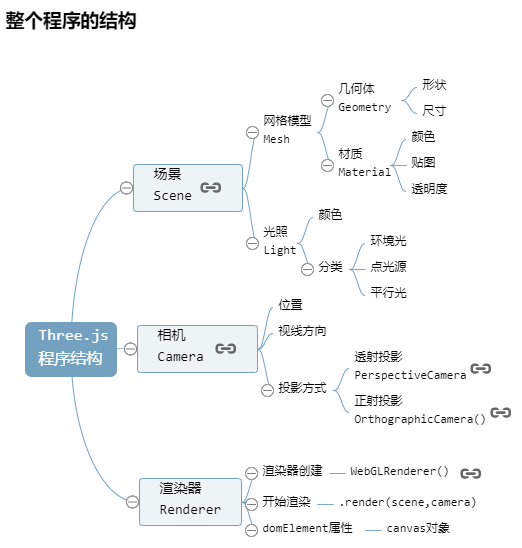 整个程序的结构
Three.js
程序结构
场景
Scene
网格模型
Mesh
几何体
Geometry
形状
尺寸
材质
Material
颜色
贴图
透明度
光照
Light
颜色
分类
环境光
点光源
平行光
相机
Camera
位置
视线方向
投影方式
透射投影
PerspectiveCamera
正射投影
OrthographicCamera()
渲染器
Renderer
渲染器创建
WebGLRenderer()
开始渲染
.render(scene,camera)
domElement属性
canvas对象